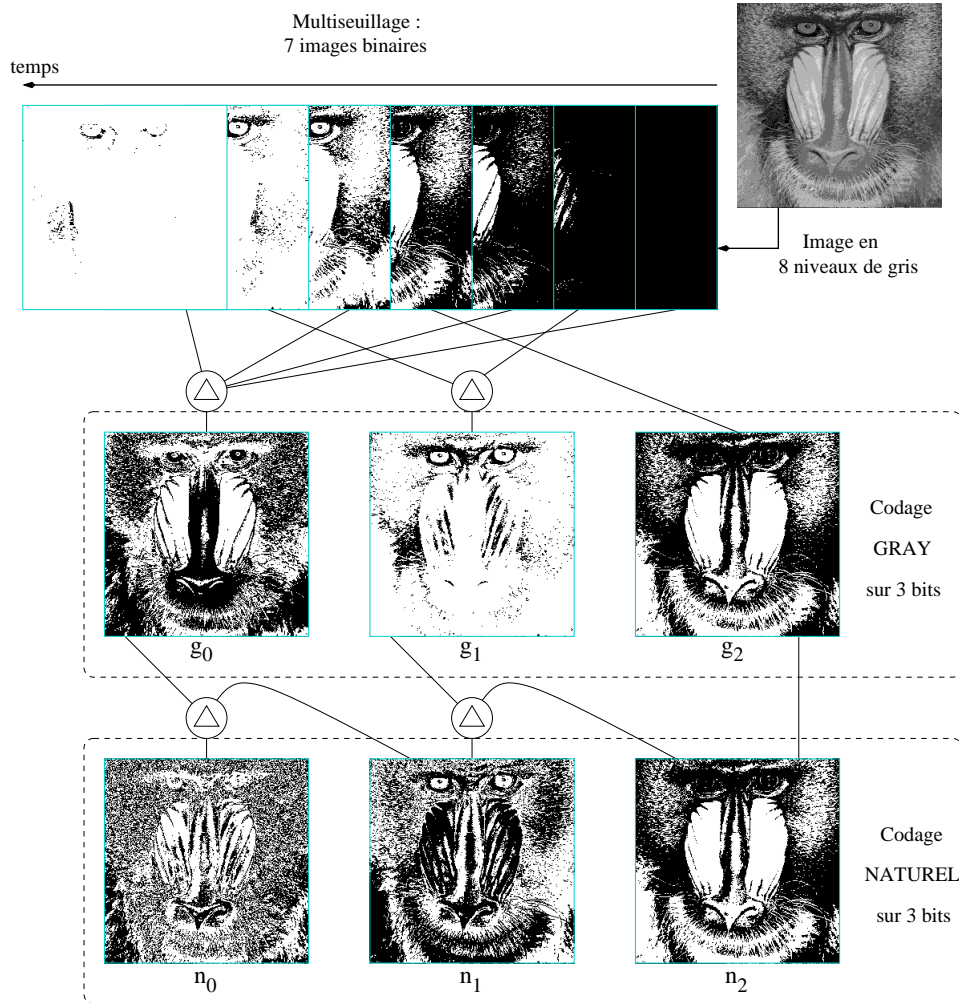 Multiseuillage :
7 images binaires
temps
Image en
8 niveaux de gris
Codage
GRAY
sur 3 bits
g0
g1
g2
Codage
NATUREL
sur 3 bits
n0
n1
n2